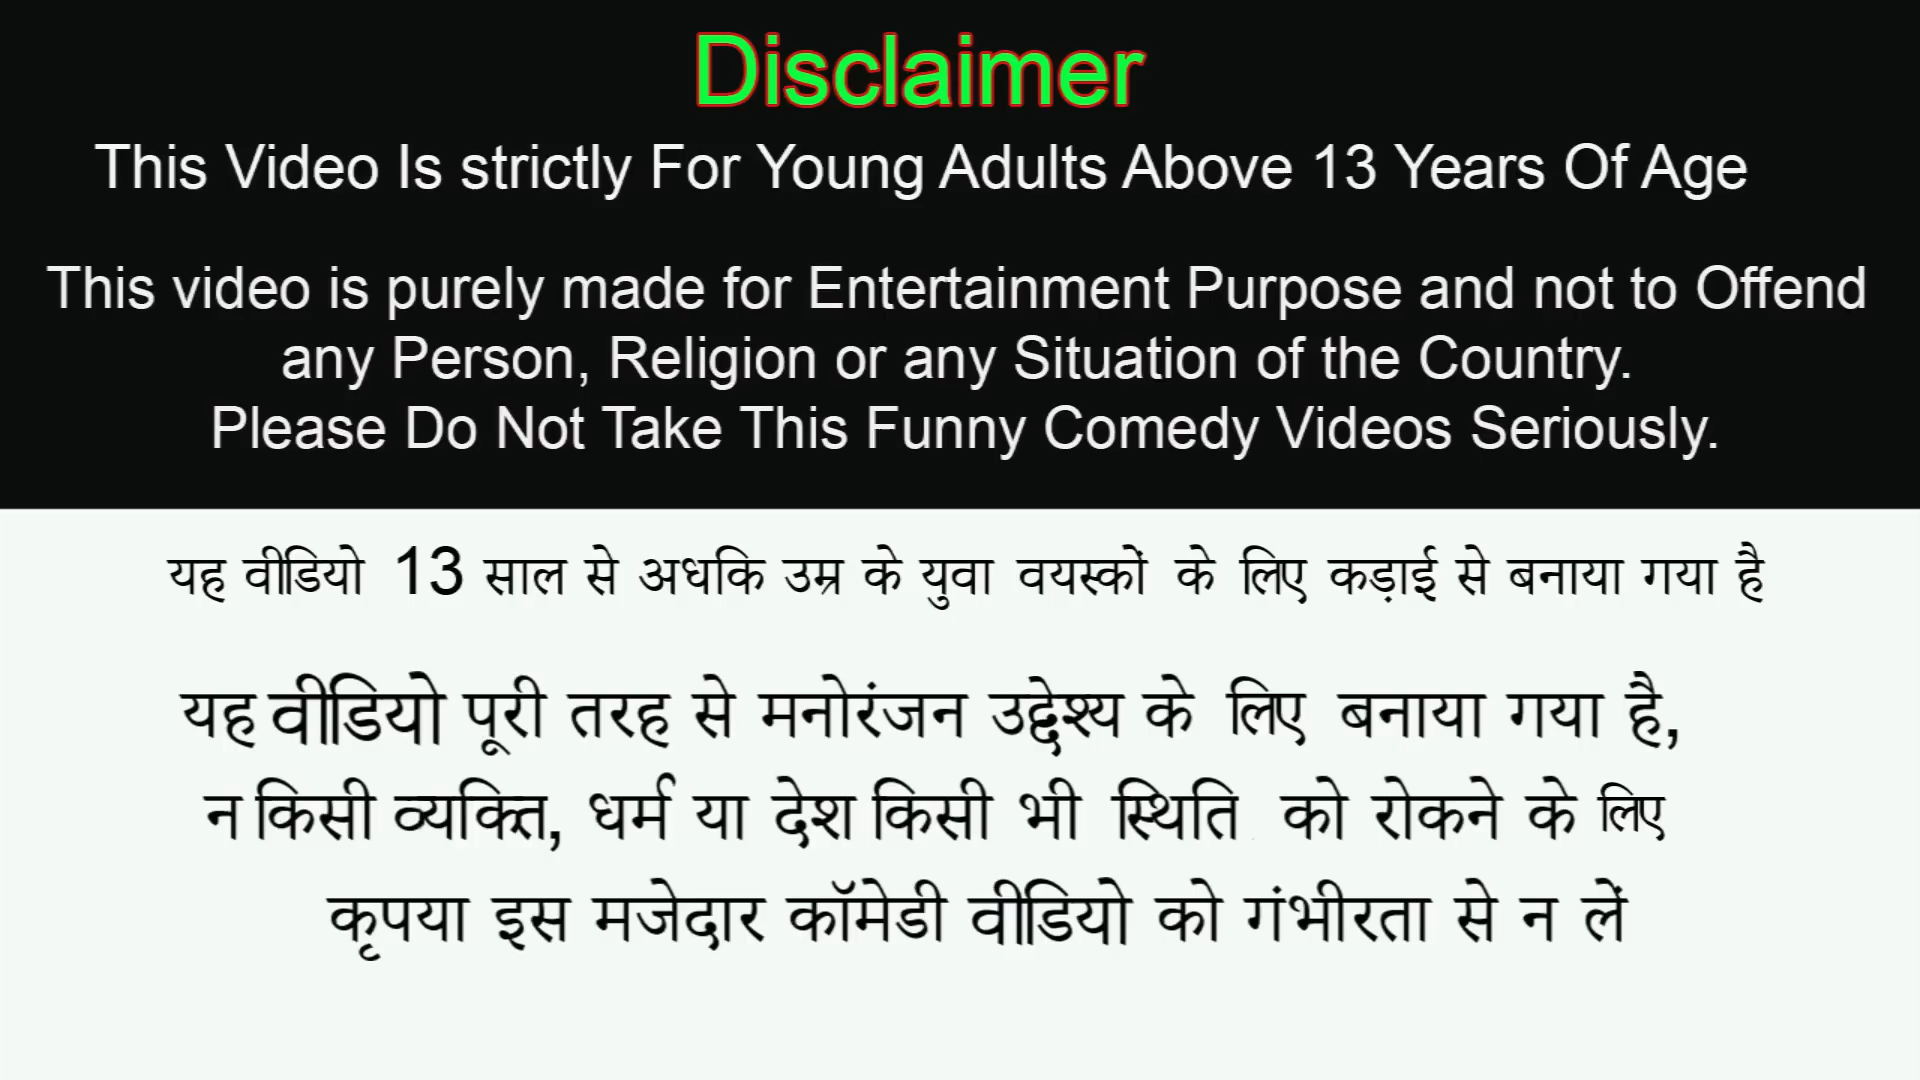 Disclaimer
This Video Is strictly For Young Adults Above 13 Years Of Age
This video is purely made for Entertainment Purpose and not to Offend
any Person, Religion or any Situation of the Country.
Please Do Not Take This Funny Comedy Videos Seriously.
यह वीडियो 13 साल से अधकि उम्र के युवा वयस्कों के लिए कड़ाई से बनाया गया है
यह वीडियो पूरी तरह से मनोरंजन उद्देश्य के लिए बनाया गया है,
न किसी व्यक्ति, धर्म या देश किसी भी स्थिति को रोकने के लिए
कृपया इस मजेदार कॉमेडी वीडियो को गंभीरता से न लें